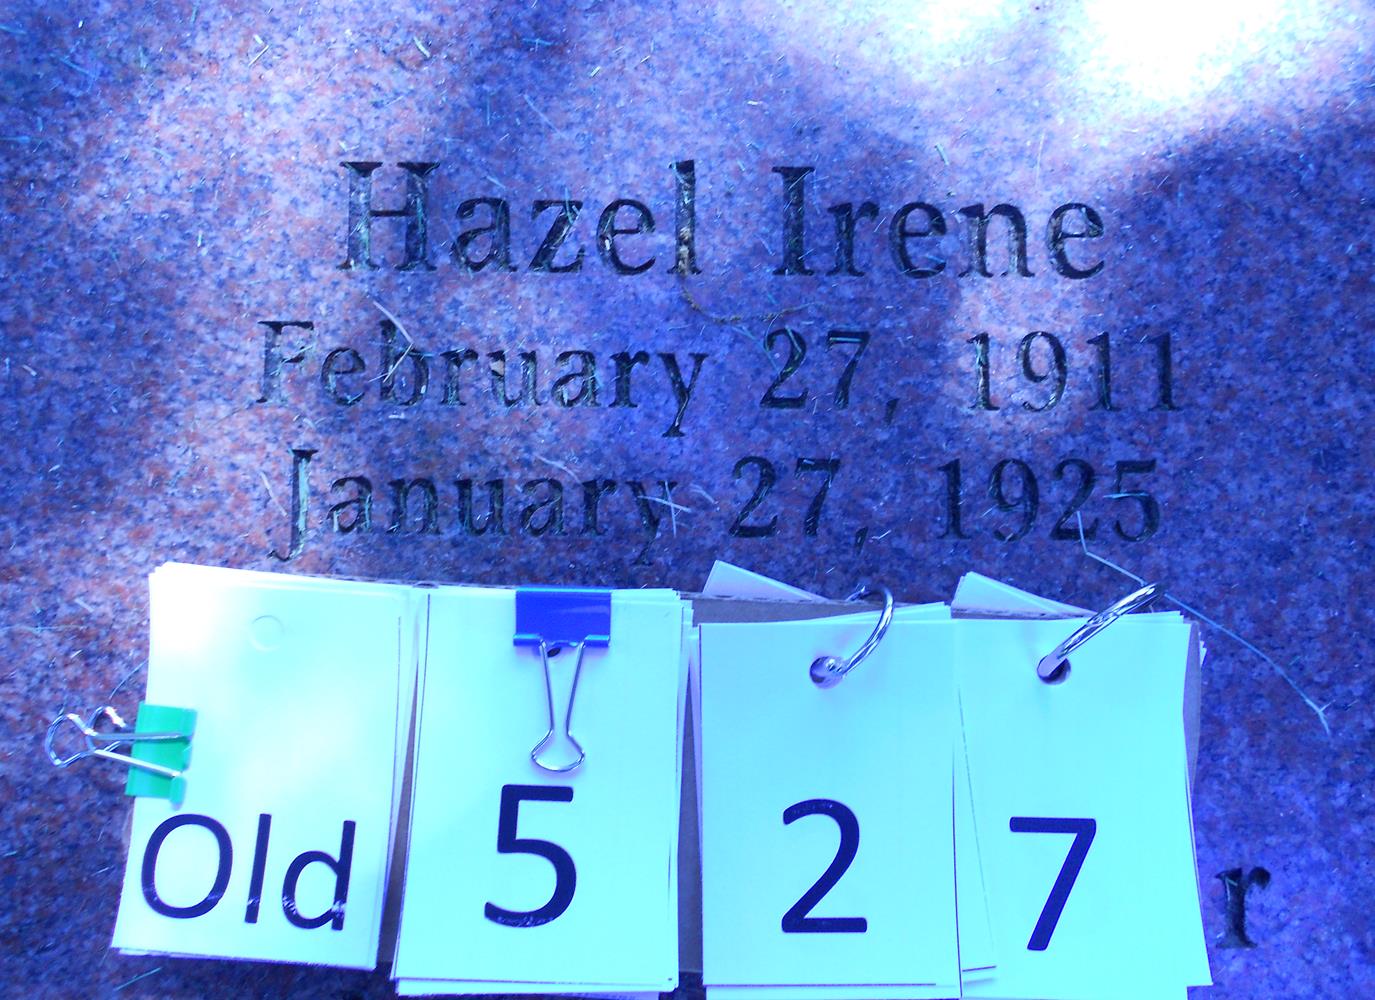 Hazel Irene
February 27, 1911
January 27, 1925
Old 5 2 7
r